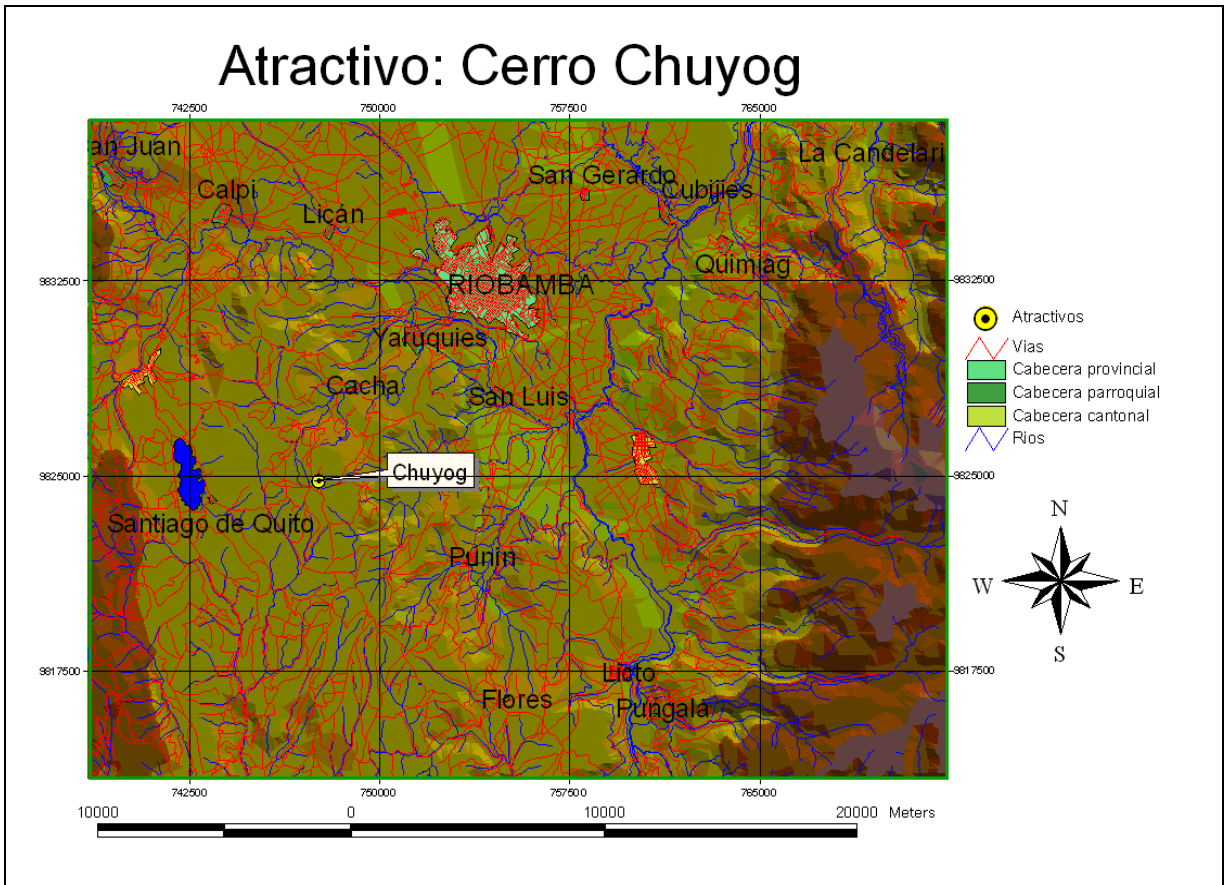 Atractivo: Cerro Chuyog
742500 750000 757500 765000
an Juan
La Candelari
San Gerardo
Calpi
Cubijies
Licán
Quimiag
9832500
RIOBAMBA
9832500
Yaruquies
Cacha
San Luis
9825000
Chuyog
9825000
Santiago de Quito
Punin
9817500
Licto
9817500
Flores
Pungala
742500 750000 757500 765000
10000 0 10000 20000 Meters
Atractivos
Vias
Cabecera provincial
Cabecera parroquial
Cabecera cantonal
Rios
N
W E
S